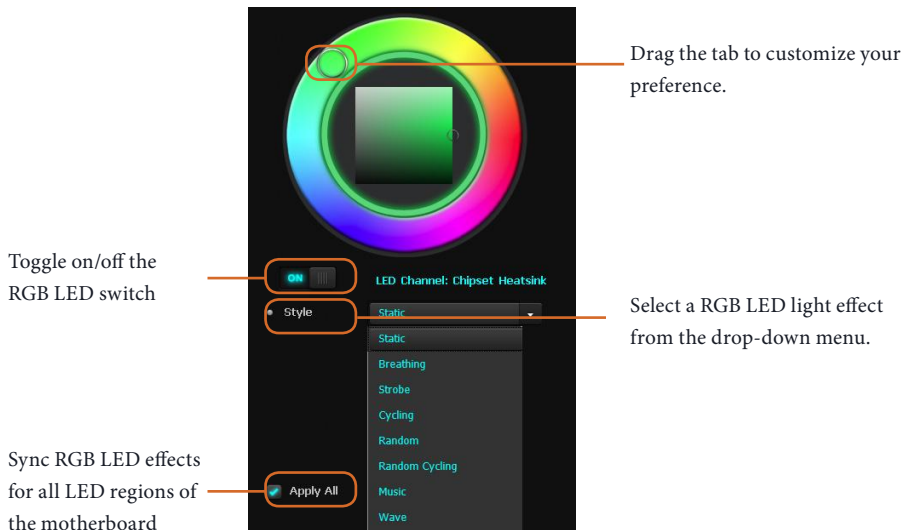 Drag the tab to customize your
preference.
Toggle on/off the
RGB LED switch
ON
LED Channel: Chipset Heatsink
Style
Static
Select a RGB LED light effect
from the drop-down menu.
Static
Breathing
Strobe
Cycling
Random
Random Cycling
Music
Wave
Sync RGB LED effects
for all LED regions of
the motherboard
Apply All